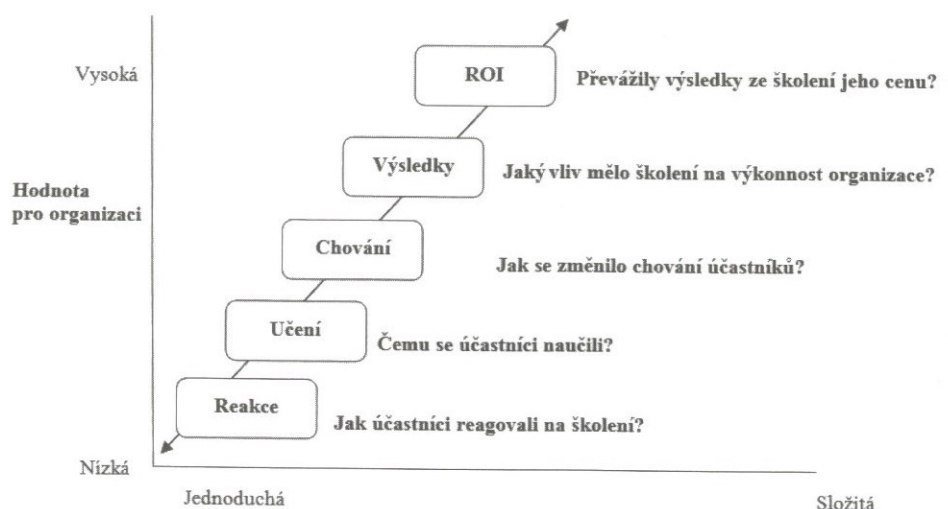 Vysoká
ROI
Převážily výsledky ze školení jeho cenu?
Výsledky
Jaký vliv mělo školení na výkonnost organizace?
Hodnota
pro organizaci
Chování
Jak se změnilo chování účastníků?
Učení
Čemu se účastníci naučili?
Reakce
Jak účastníci reagovali na školení?
Nízká
Jednoduchá
Složitá